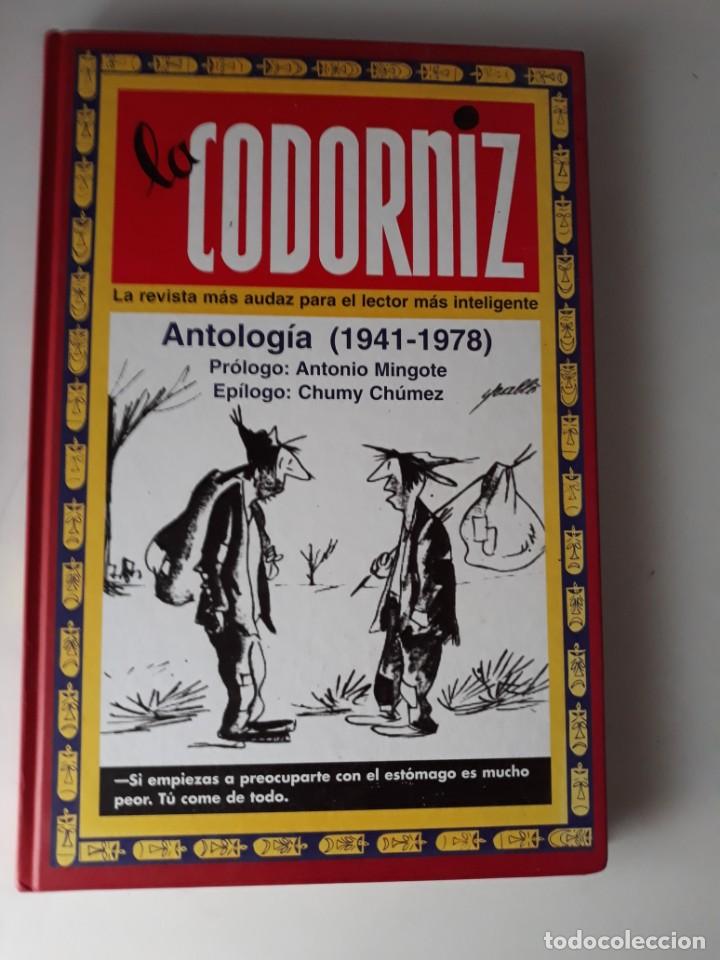 la CODORNIZ
La revista más audaz para el lector más inteligente
Antología (1941-1978)
Prólogo: Antonio Mingote
Epílogo: Chumy Chúmez
—Si empiezas a preocuparte con el estómago es mucho
peor. Tú come de todo.
todocoleccion